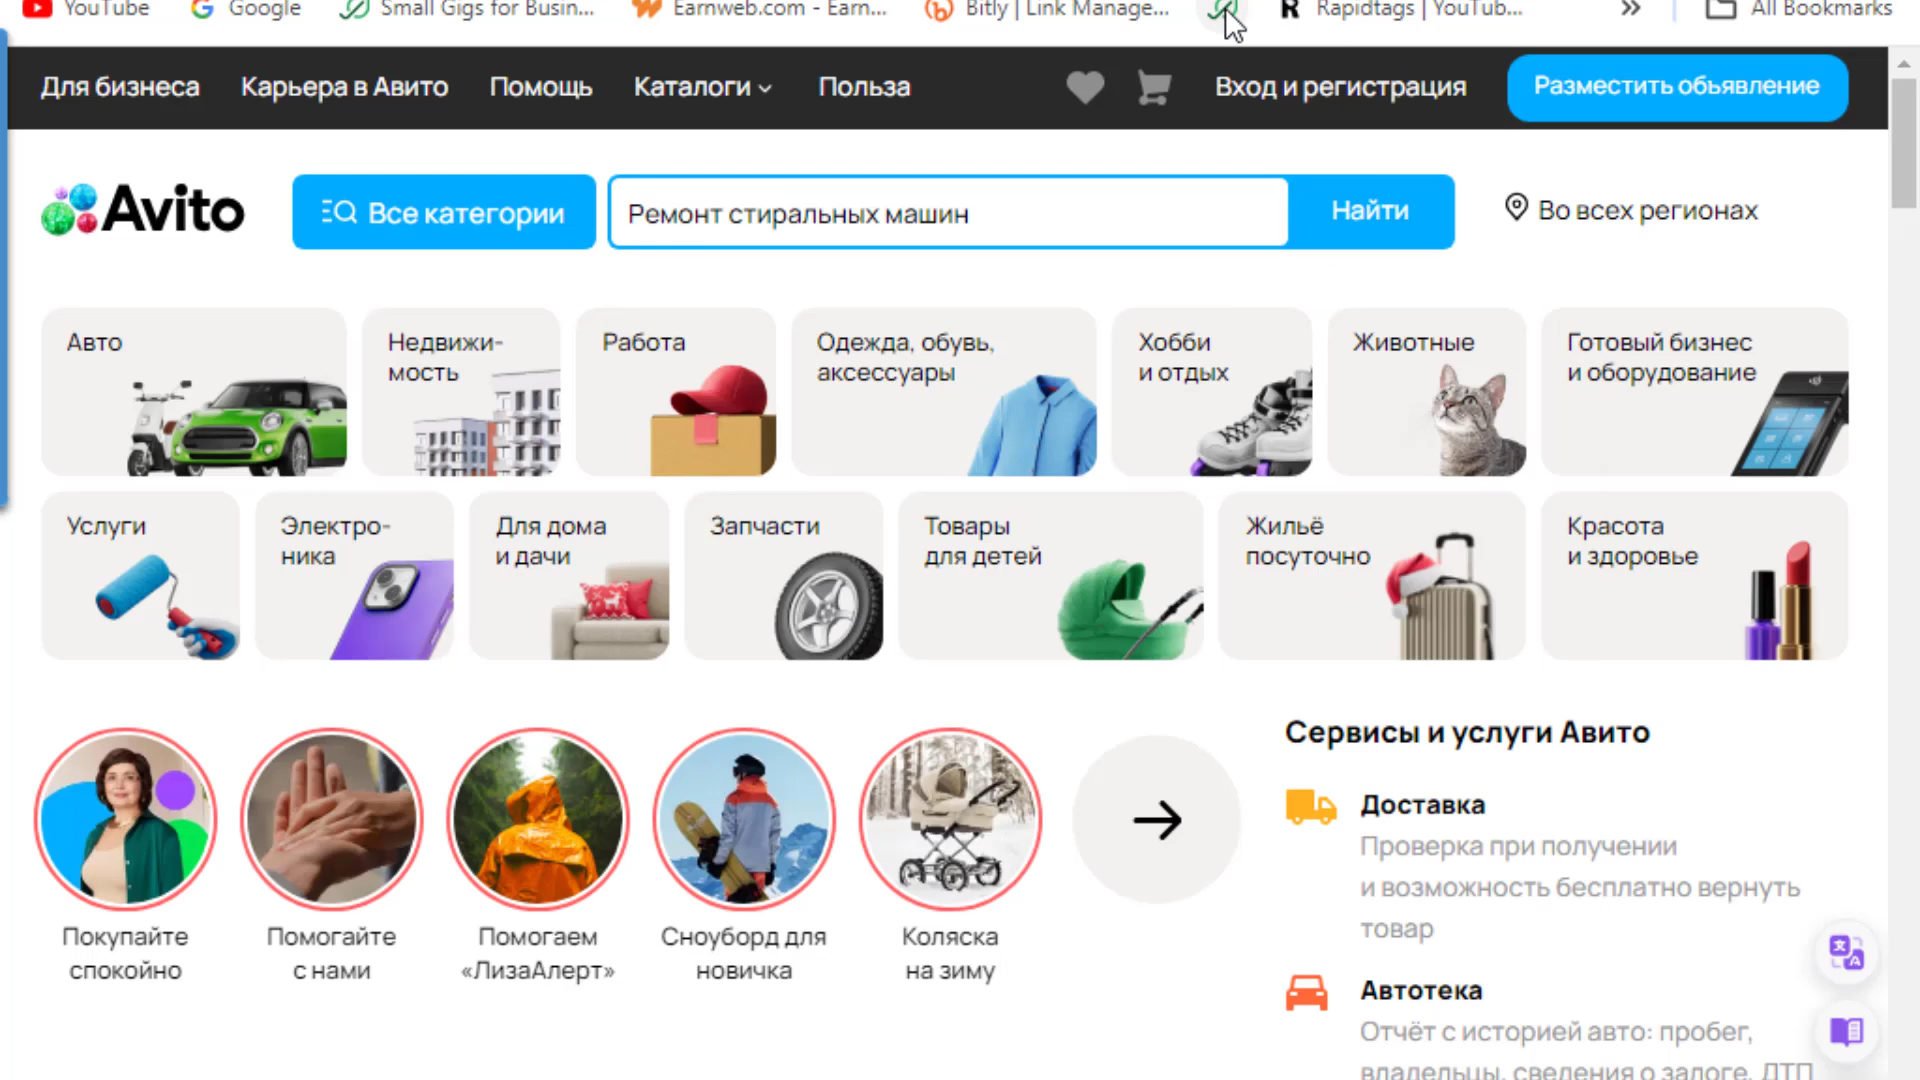 YouTube
Google
Small Gigs for Busin...
Earnweb.com - Earn...
Bitly | Link Manage...
Rapidtags | YouTub...
All Bookmarks
Для бизнеса
Карьера в Авито
Помощь
Каталоги
Польза
Вход и регистрация
Разместить объявление
Avito
Все категории
Ремонт стиральных машин
Найти
Во всех регионах
Авто
Недвижи-
мость
Работа
Одежда, обувь,
аксессуары
Хобби
и отдых
Животные
Готовый бизнес
и оборудование
Услуги
Электро-
ника
Для дома
и дачи
Запчасти
Товары
для детей
Жильё
посуточно
Красота
и здоровье
Покупайте
спокойно
Помогайте
с нами
Помогаем
«ЛизаАлерт»
Сноуборд для
новичка
Коляска
на зиму
Сервисы и услуги Авито
Доставка
Проверка при получении
и возможность бесплатно вернуть
товар
Автотека
Отчёт с историей авто: пробег,
владельцы, сведения о залоге, ДТП